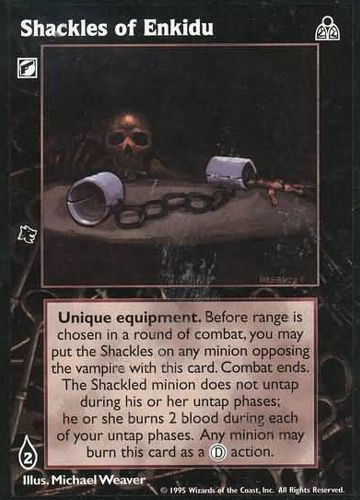 Shackles of Enkidu
Unique equipment. Before range is
chosen in a round of combat, you may
put the Shackles on any minion opposing
the vampire with this card. Combat ends.
The Shackled minion does not untap
during his or her untap phases;
he or she burns 2 blood during each
of your untap phases. Any minion may
burn this card as a Ⓓ action.
2
Illus. Michael Weaver
© 1995 Wizards of the Coast, Inc. All Rights Reserved.